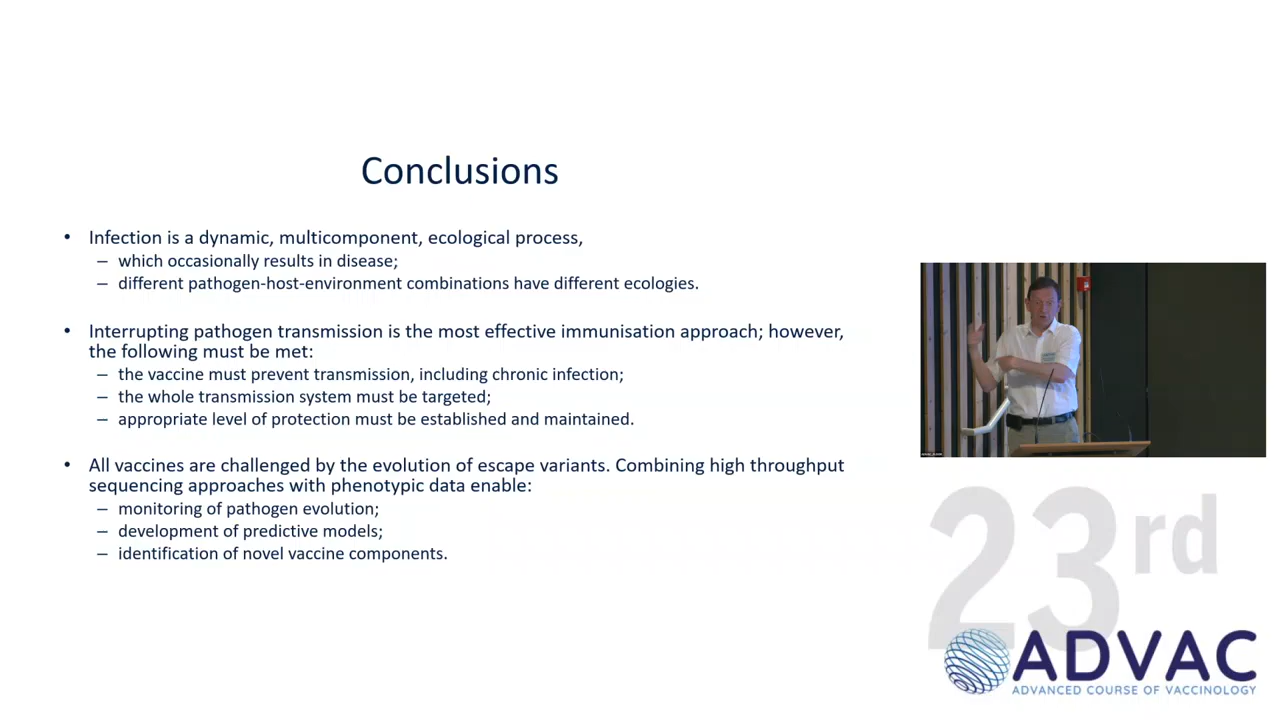 Conclusions
• Infection is a dynamic, multicomponent, ecological process,
– which occasionally results in disease;
– different pathogen-host-environment combinations have different ecologies.
• Interrupting pathogen transmission is the most effective immunisation approach; however,
the following must be met:
– the vaccine must prevent transmission, including chronic infection;
– the whole transmission system must be targeted;
– appropriate level of protection must be established and maintained.
• All vaccines are challenged by the evolution of escape variants. Combining high throughput
sequencing approaches with phenotypic data enable:
– monitoring of pathogen evolution;
– development of predictive models;
– identification of novel vaccine components.
23rd
ADVAC
ADVANCED COURSE OF VACCINOLOGY